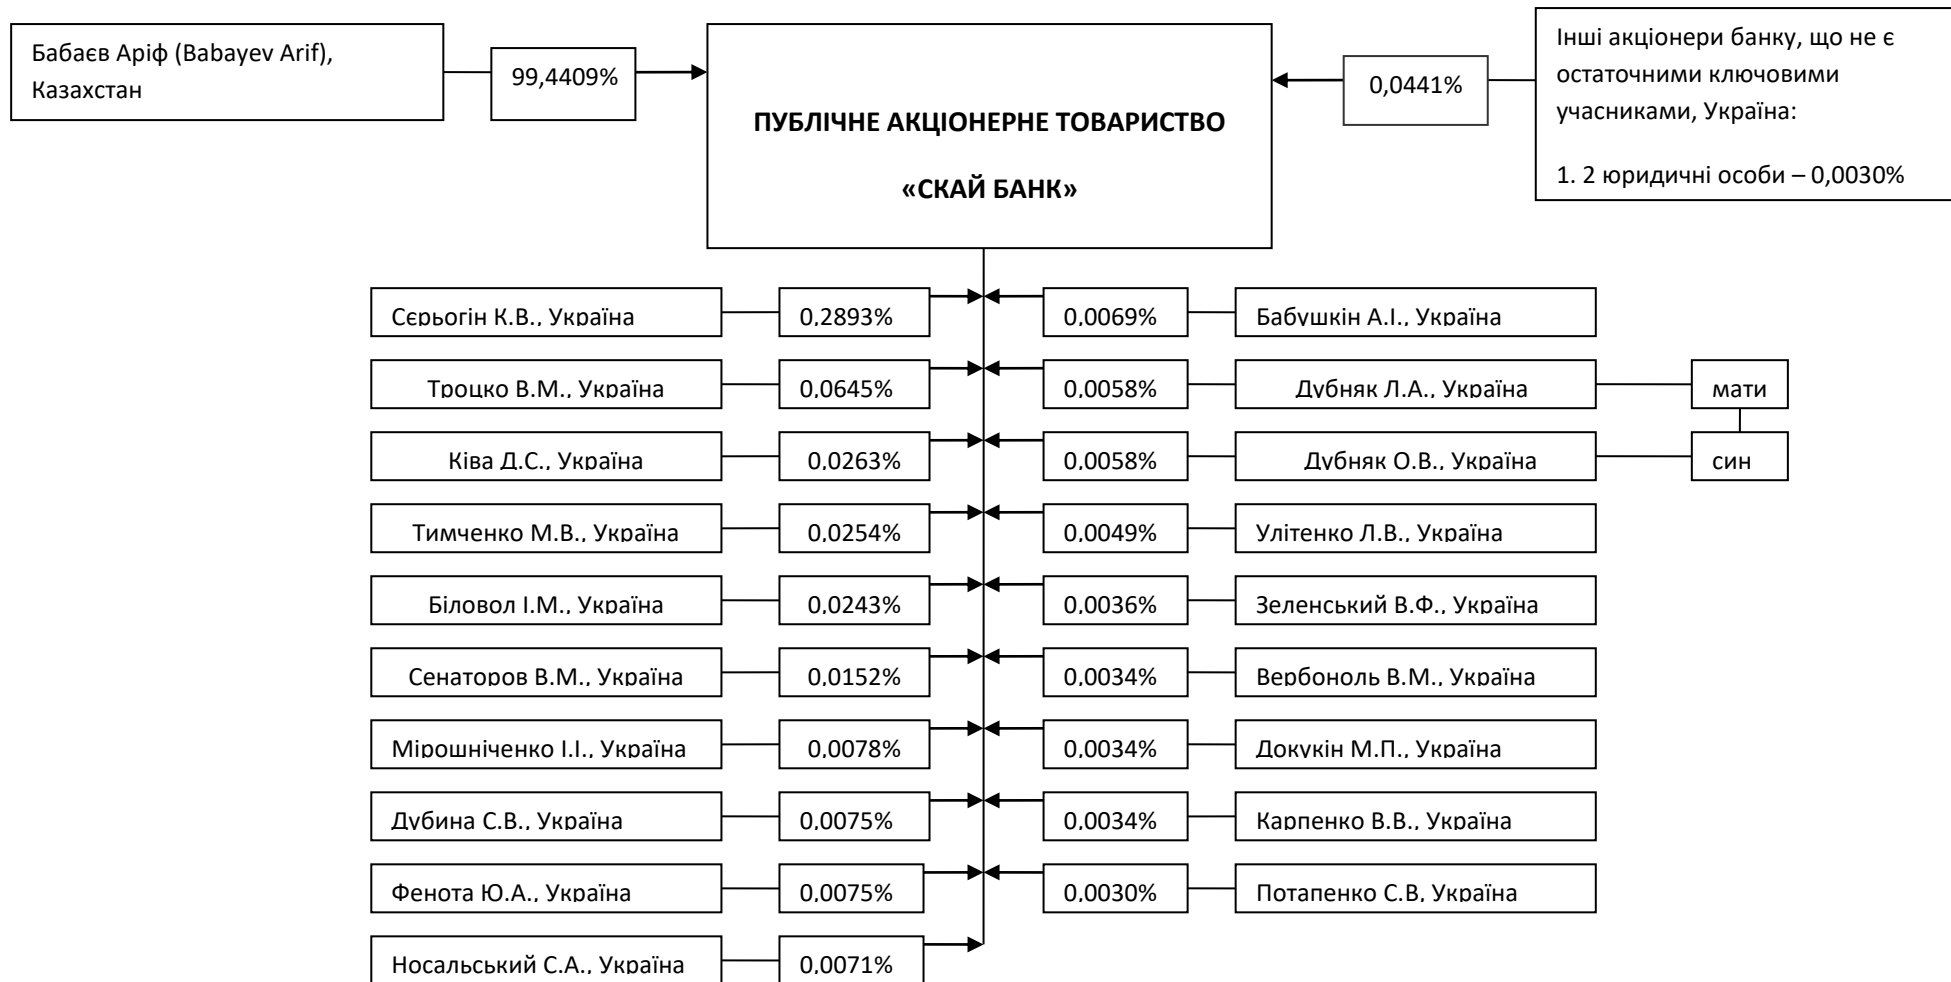 Бабаєв Аріф (Babayev Arif),
Казахстан
99,4409%
ПУБЛІЧНЕ АКЦІОНЕРНЕ ТОВАРИСТВО
«СКАЙ БАНК»
0,0441%
Інші акціонери банку, що не є
остаточними ключовими
учасниками, Україна:
1. 2 юридичні особи – 0,0030%
Сєрьогін К.В., Україна
0,2893%
0,0069%
Бабушкін А.І., Україна
Троцко В.М., Україна
0,0645%
0,0058%
Дубняк Л.А., Україна
мати
Ківа Д.С., Україна
0,0263%
0,0058%
Дубняк О.В., Україна
син
Тимченко М.В., Україна
0,0254%
0,0049%
Улітенко Л.В., Україна
Біловол І.М., Україна
0,0243%
0,0036%
Зеленський В.Ф., Україна
Сенаторов В.М., Україна
0,0152%
0,0034%
Вербоноль В.М., Україна
Мірошніченко І.І., Україна
0,0078%
0,0034%
Докукін М.П., Україна
Дубина С.В., Україна
0,0075%
0,0034%
Карпенко В.В., Україна
Фенота Ю.А., Україна
0,0075%
0,0030%
Потапенко С.В, Україна
Носальський С.А., Україна
0,0071%